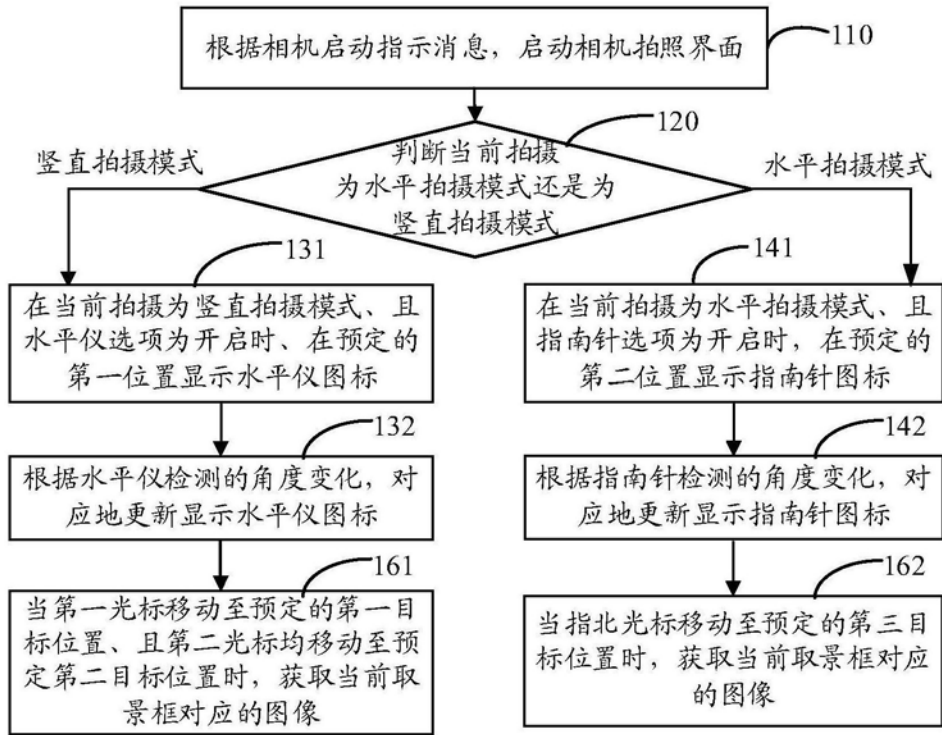 根据相机启动指示消息，启动相机拍照界面
110
120
判断当前拍摄
为水平拍摄模式还是为
竖直拍摄模式
竖直拍摄模式
水平拍摄模式
131
在当前拍摄为竖直拍摄模式、且
水平仪选项为开启时、在预定的
第一位置显示水平仪图标
141
在当前拍摄为水平拍摄模式、且
指南针选项为开启时，在预定的
第二位置显示指南针图标
132
根据水平仪检测的角度变化，对
应地更新显示水平仪图标
142
根据指南针检测的角度变化，对
应地更新显示指南针图标
161
当第一光标移动至预定的第一目
标位置、且第二光标均移动至预
定第二目标位置时，获取当前取
景框对应的图像
162
当指北光标移动至预定的第三目
标位置时，获取当前取景框对应
的图像